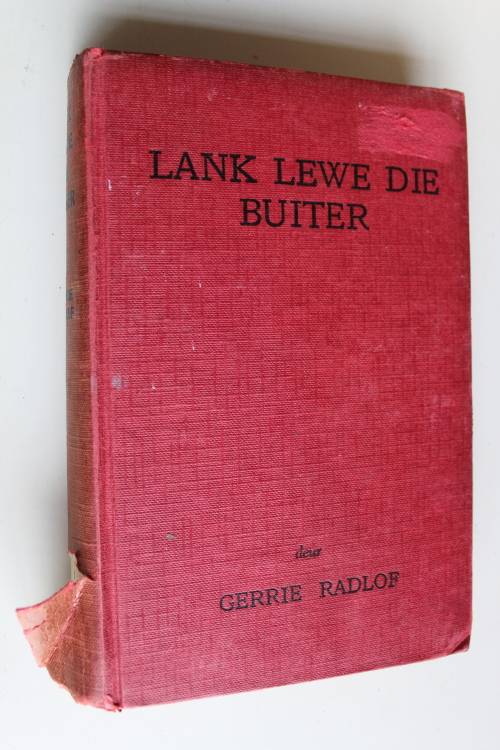 LANK LEWE DIE
BUITER
deur
GERRIE RADLOF